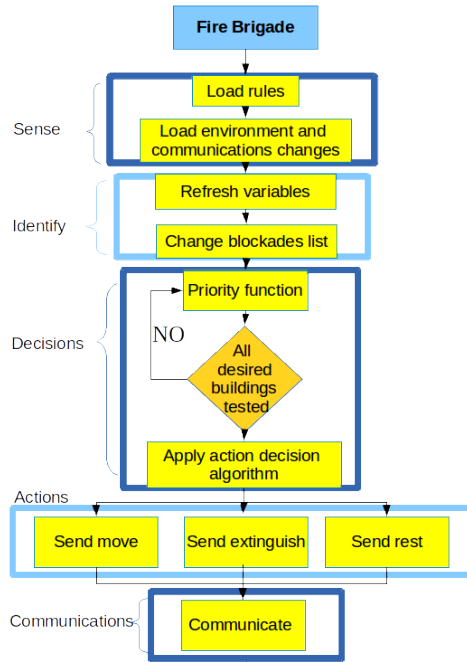 Fire Brigade
Load rules
Sense
Load environment and
communications changes
Refresh variables
Identify
Change blockades list
Priority function
NO
Decisions
All
desired
buildings
tested
Apply action decision
algorithm
Actions
Send move
Send extinguish
Send rest
Communications
Communicate